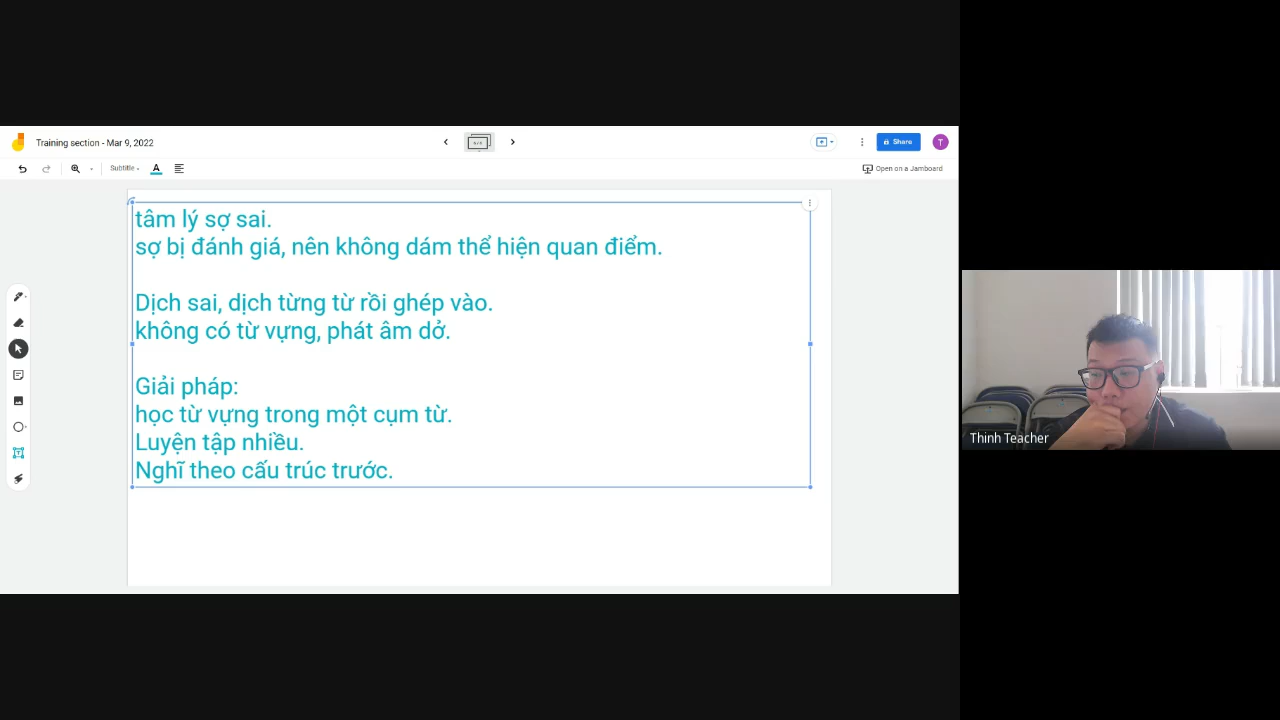 Training section - Mar 9, 2022
Share
T
Subtitle
A
Open on a Jamboard
tâm lý sợ sai.
sợ bị đánh giá, nên không dám thể hiện quan điểm.
Dịch sai, dịch từng từ rồi ghép vào.
không có từ vựng, phát âm dở.
Giải pháp:
học từ vựng trong một cụm từ.
Luyện tập nhiều.
Nghĩ theo cấu trúc trước.
Thinh Teacher